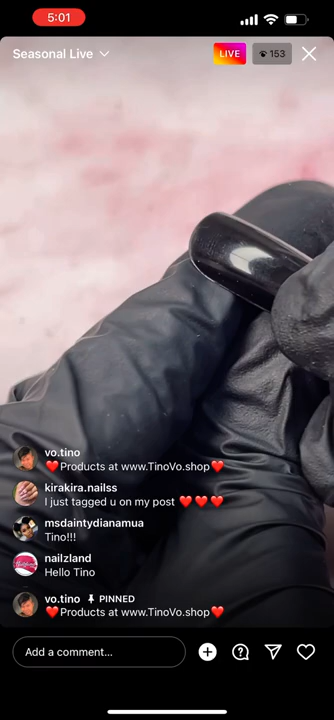 5:01
Seasonal Live
LIVE
153
vo.tino
❤️Products at www.TinoVo.shop❤️
kirakira.nailss
I just tagged u on my post ❤️❤️❤️
msdaintydianamua
Tino!!!
nailzland
Hello Tino
vo.tino PINNED
❤️Products at www.TinoVo.shop❤️
Add a comment...